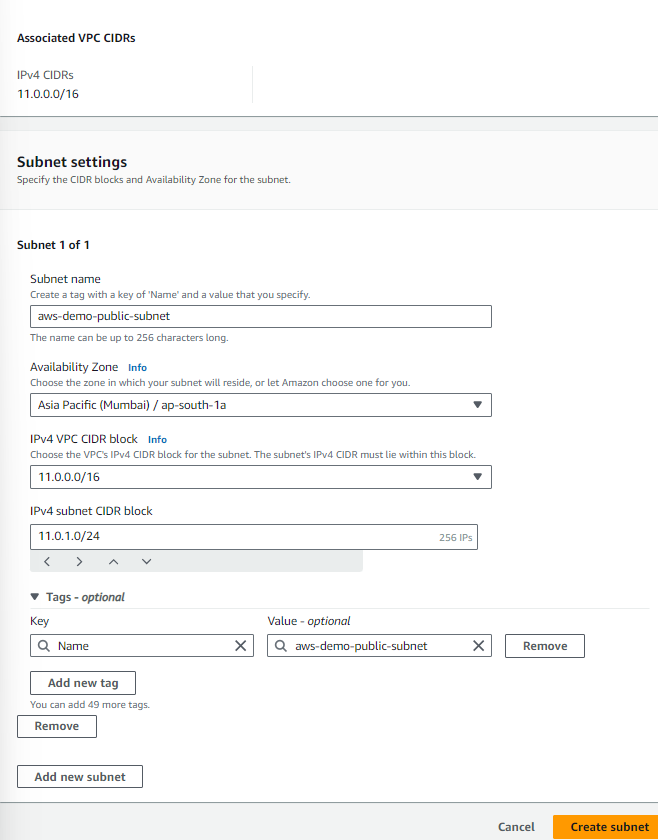 Associated VPC CIDRs
IPv4 CIDRs
11.0.0.0/16
Subnet settings
Specify the CIDR blocks and Availability Zone for the subnet.
Subnet 1 of 1
Subnet name
Create a tag with a key of 'Name' and a value that you specify.
aws-demo-public-subnet
The name can be up to 256 characters long.
Availability Zone Info
Choose the zone in which your subnet will reside, or let Amazon choose one for you.
Asia Pacific (Mumbai) / ap-south-1a
IPv4 VPC CIDR block Info
Choose the VPC's IPv4 CIDR block for the subnet. The subnet's IPv4 CIDR must lie within this block.
11.0.0.0/16
IPv4 subnet CIDR block
11.0.1.0/24 256 IPs
Tags - optional
Key Value - optional
Name aws-demo-public-subnet Remove
Add new tag
You can add 49 more tags.
Remove
Add new subnet
Cancel Create subnet